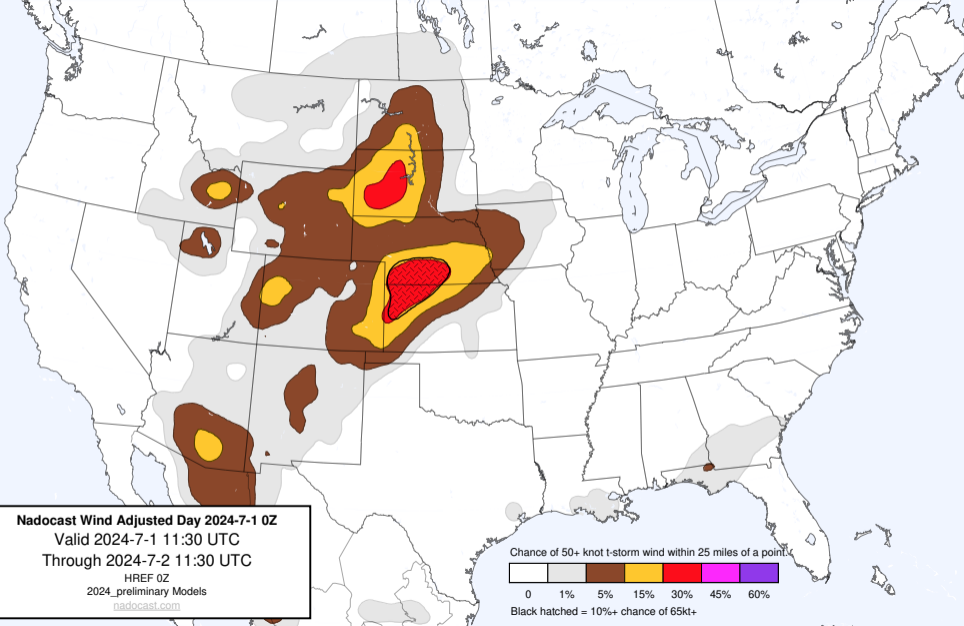 Nadocast Wind Adjusted Day 2024-7-1 0Z
Valid 2024-7-1 11:30 UTC
Through 2024-7-2 11:30 UTC
HREF 0Z
2024_preliminary Models
nadocast.com
Chance of 50+ knot t-storm wind within 25 miles of a point.
0 1% 5% 15% 30% 45% 60%
Black hatched = 10%+ chance of 65kt+